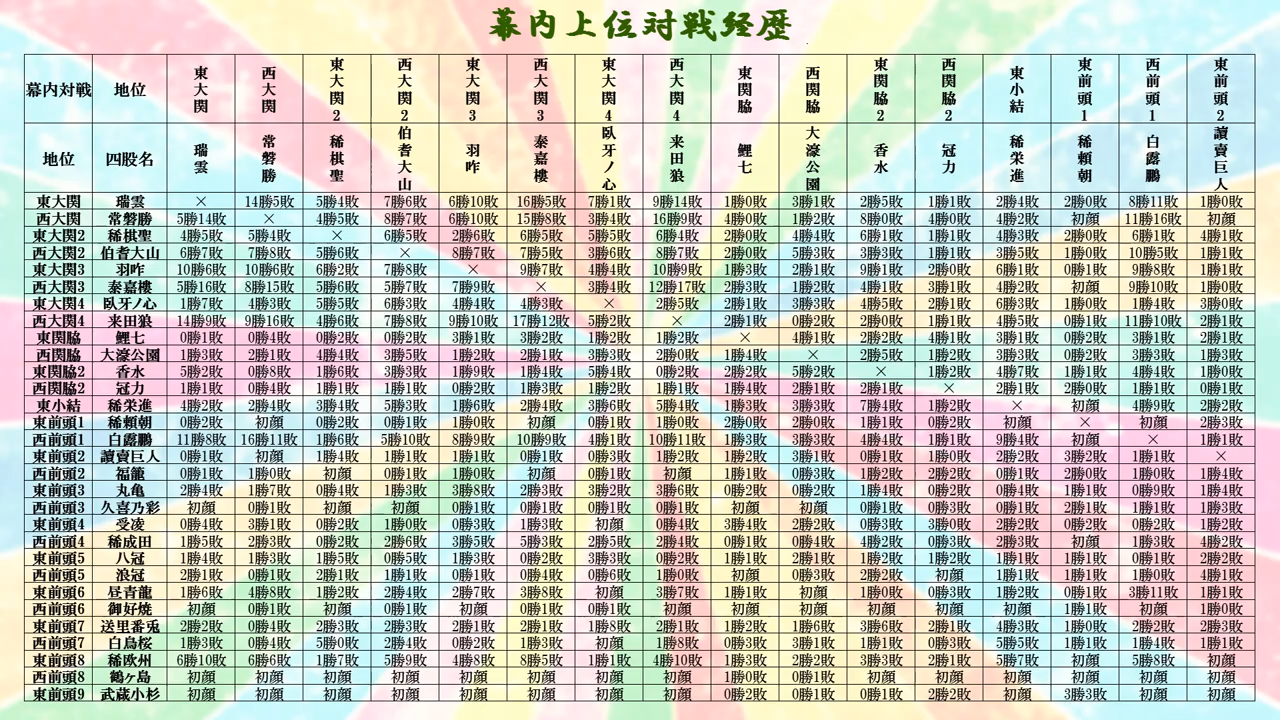 幕内上位対戦経歴
幕内対戦 地位 東大関 西大関 東大関2 西大関2 東大関3 西大関3 東大関4 西大関4 東関脇 西関脇 東関脇2 西関脇2 東小結 東前頭1 西前頭1 東前頭2
地位 四股名 瑞雲 常磐勝 稀棋聖 伯耆大山 羽咋 泰嘉樓 臥牙ノ心 来田狼 鯉七 大濠公園 香水 冠力 稀栄進 稀頼朝 白露鵬 讀賣巨人
東大関 瑞雲 × 14勝5敗 5勝4敗 7勝6敗 6勝10敗 16勝5敗 7勝1敗 9勝14敗 1勝0敗 3勝1敗 2勝5敗 1勝1敗 2勝4敗 2勝0敗 8勝11敗 1勝0敗
西大関 常磐勝 5勝14敗 × 4勝5敗 8勝7敗 6勝10敗 15勝8敗 3勝4敗 16勝9敗 4勝0敗 1勝2敗 8勝0敗 4勝0敗 4勝2敗 初顔 11勝16敗 初顔
東大関2 稀棋聖 4勝5敗 5勝4敗 × 6勝5敗 2勝6敗 6勝5敗 5勝5敗 6勝4敗 2勝0敗 4勝4敗 6勝1敗 1勝1敗 4勝3敗 2勝0敗 6勝1敗 4勝1敗
西大関2 伯耆大山 6勝7敗 7勝8敗 5勝6敗 × 8勝7敗 7勝5敗 3勝6敗 8勝7敗 2勝0敗 5勝3敗 3勝3敗 1勝1敗 3勝5敗 1勝0敗 10勝5敗 1勝1敗
東大関3 羽咋 10勝6敗 10勝6敗 6勝2敗 7勝8敗 × 9勝7敗 4勝4敗 10勝9敗 1勝3敗 2勝1敗 9勝1敗 2勝0敗 6勝1敗 0勝1敗 9勝8敗 1勝1敗
西大関3 泰嘉樓 5勝16敗 8勝15敗 5勝6敗 5勝7敗 7勝9敗 × 3勝4敗 12勝17敗 2勝3敗 1勝2敗 4勝1敗 3勝1敗 4勝2敗 初顔 9勝10敗 1勝0敗
東大関4 臥牙ノ心 1勝7敗 4勝3敗 5勝5敗 6勝3敗 4勝4敗 4勝3敗 × 2勝5敗 2勝1敗 3勝3敗 4勝5敗 2勝1敗 6勝3敗 1勝0敗 1勝4敗 3勝0敗
西大関4 来田狼 14勝9敗 9勝16敗 4勝6敗 7勝8敗 9勝10敗 17勝12敗 5勝2敗 × 2勝1敗 0勝2敗 2勝0敗 1勝1敗 4勝5敗 0勝1敗 11勝10敗 2勝1敗
東関脇 鯉七 0勝1敗 0勝4敗 0勝2敗 0勝2敗 3勝1敗 3勝2敗 1勝2敗 1勝2敗 × 4勝1敗 2勝2敗 4勝1敗 3勝1敗 0勝2敗 3勝1敗 2勝1敗
西関脇 大濠公園 1勝3敗 2勝1敗 4勝4敗 3勝5敗 1勝2敗 2勝1敗 3勝3敗 2勝0敗 1勝4敗 × 2勝5敗 1勝2敗 3勝3敗 0勝2敗 3勝3敗 1勝3敗
東関脇2 香水 5勝2敗 0勝8敗 1勝6敗 3勝3敗 1勝9敗 1勝4敗 5勝4敗 0勝2敗 2勝2敗 5勝2敗 × 1勝2敗 4勝7敗 1勝1敗 4勝4敗 1勝0敗
西関脇2 冠力 1勝1敗 0勝4敗 1勝1敗 1勝1敗 0勝2敗 1勝3敗 1勝2敗 1勝1敗 1勝4敗 2勝1敗 2勝1敗 × 2勝1敗 2勝0敗 1勝1敗 0勝1敗
東小結 稀栄進 4勝2敗 2勝4敗 3勝4敗 5勝3敗 1勝6敗 2勝4敗 3勝6敗 5勝4敗 1勝3敗 3勝3敗 7勝4敗 1勝2敗 × 初顔 4勝9敗 2勝2敗
東前頭1 稀頼朝 0勝2敗 初顔 0勝2敗 0勝1敗 1勝0敗 初顔 0勝1敗 1勝0敗 2勝0敗 2勝0敗 1勝1敗 0勝2敗 初顔 × 初顔 2勝3敗
西前頭1 白露鵬 11勝8敗 16勝11敗 1勝6敗 5勝10敗 8勝9敗 10勝9敗 4勝1敗 10勝11敗 1勝3敗 3勝3敗 4勝4敗 1勝1敗 9勝4敗 初顔 × 1勝1敗
東前頭2 讀賣巨人 0勝1敗 初顔 1勝4敗 1勝1敗 1勝1敗 0勝1敗 0勝3敗 1勝2敗 1勝2敗 3勝1敗 0勝1敗 1勝0敗 2勝2敗 3勝2敗 1勝1敗 ×
西前頭2 福龍 0勝1敗 1勝0敗 初顔 0勝1敗 1勝0敗 初顔 0勝1敗 初顔 1勝0敗 0勝3敗 1勝2敗 2勝2敗 0勝1敗 2勝0敗 1勝0敗 1勝4敗
東前頭3 丸亀 2勝4敗 1勝7敗 0勝4敗 1勝3敗 3勝8敗 2勝3敗 3勝2敗 3勝6敗 0勝2敗 0勝2敗 1勝4敗 0勝2敗 0勝4敗 1勝1敗 0勝9敗 1勝4敗
西前頭3 久喜乃彩 初顔 0勝1敗 初顔 初顔 0勝1敗 0勝1敗 0勝1敗 0勝1敗 初顔 初顔 0勝1敗 0勝1敗 0勝1敗 2勝1敗 1勝1敗 1勝3敗
東前頭4 受凌 0勝4敗 3勝1敗 0勝2敗 1勝0敗 0勝3敗 1勝3敗 初顔 0勝4敗 3勝4敗 2勝2敗 0勝3敗 3勝0敗 2勝2敗 0勝2敗 0勝2敗 1勝2敗
西前頭4 稀成田 1勝5敗 2勝3敗 0勝2敗 2勝6敗 3勝5敗 5勝3敗 2勝5敗 2勝4敗 0勝1敗 0勝4敗 4勝2敗 0勝3敗 2勝3敗 初顔 1勝3敗 4勝2敗
東前頭5 八冠 1勝4敗 1勝3敗 1勝5敗 0勝5敗 1勝3敗 0勝2敗 3勝3敗 0勝2敗 1勝1敗 2勝1敗 1勝2敗 1勝2敗 1勝1敗 1勝1敗 0勝1敗 2勝2敗
西前頭5 浪冠 2勝1敗 0勝1敗 2勝1敗 1勝1敗 0勝1敗 0勝4敗 0勝6敗 1勝0敗 初顔 0勝3敗 2勝2敗 初顔 1勝1敗 1勝1敗 1勝0敗 4勝1敗
東前頭6 昼青龍 1勝6敗 4勝8敗 1勝2敗 2勝4敗 2勝7敗 3勝8敗 初顔 3勝7敗 1勝1敗 初顔 1勝0敗 0勝3敗 1勝2敗 0勝1敗 3勝11敗 1勝1敗
西前頭6 御好焼 初顔 0勝1敗 初顔 0勝1敗 初顔 0勝1敗 0勝1敗 初顔 初顔 初顔 初顔 初顔 初顔 1勝1敗 初顔 1勝0敗
東前頭7 送里番兎 2勝2敗 0勝4敗 2勝3敗 2勝3敗 2勝1敗 2勝1敗 1勝8敗 2勝1敗 1勝2敗 1勝6敗 3勝6敗 2勝1敗 4勝3敗 1勝0敗 2勝2敗 2勝3敗
西前頭7 白鳥桜 1勝3敗 0勝4敗 5勝0敗 2勝4敗 0勝2敗 1勝3敗 初顔 1勝8敗 0勝3敗 3勝1敗 0勝1敗 0勝3敗 5勝5敗 1勝1敗 1勝4敗 1勝1敗
東前頭8 稀欧州 6勝10敗 6勝6敗 1勝7敗 5勝9敗 4勝8敗 8勝5敗 1勝1敗 4勝10敗 1勝3敗 2勝2敗 3勝3敗 2勝1敗 5勝7敗 初顔 5勝8敗 初顔
西前頭8 鶴ヶ島 初顔 初顔 初顔 初顔 初顔 初顔 初顔 初顔 1勝0敗 0勝1敗 初顔 初顔 初顔 初顔 初顔 初顔
東前頭9 武蔵小杉 初顔 初顔 初顔 初顔 初顔 初顔 初顔 初顔 0勝2敗 0勝1敗 0勝1敗 2勝2敗 初顔 3勝3敗 初顔 初顔